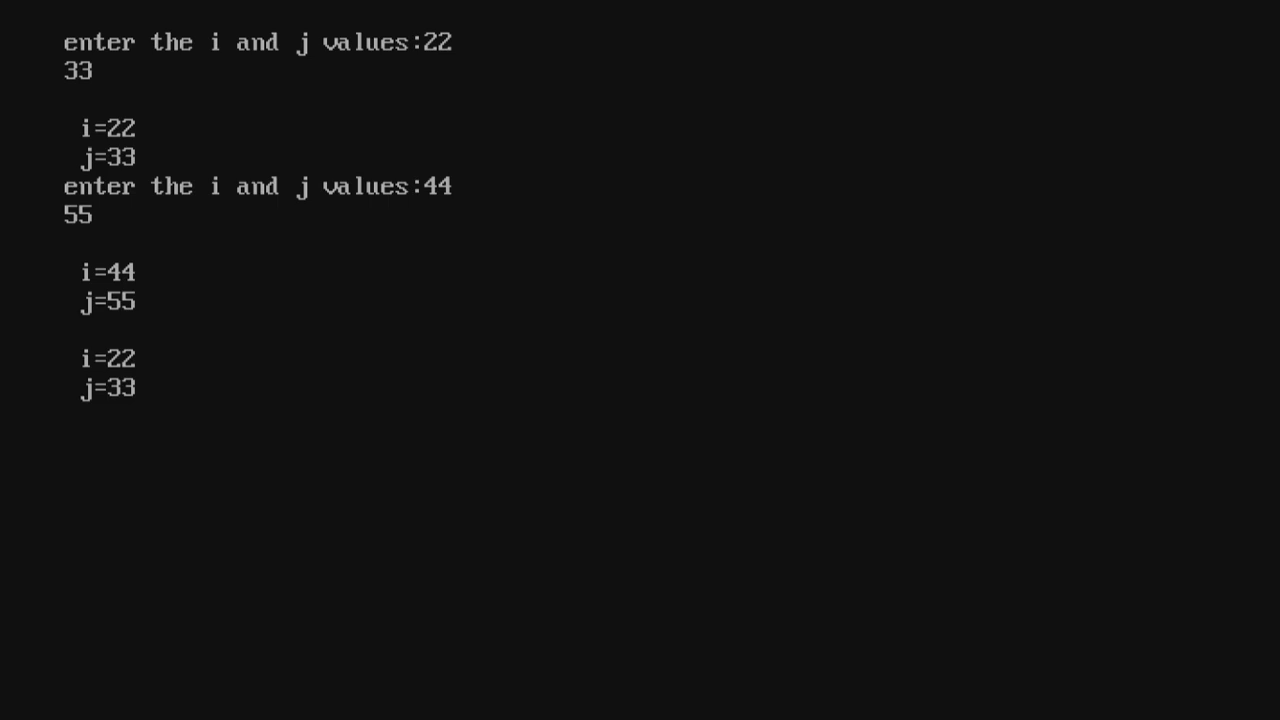 enter the i and j values:22
33
i=22
j=33
enter the i and j values:44
55
i=44
j=55
i=22
j=33